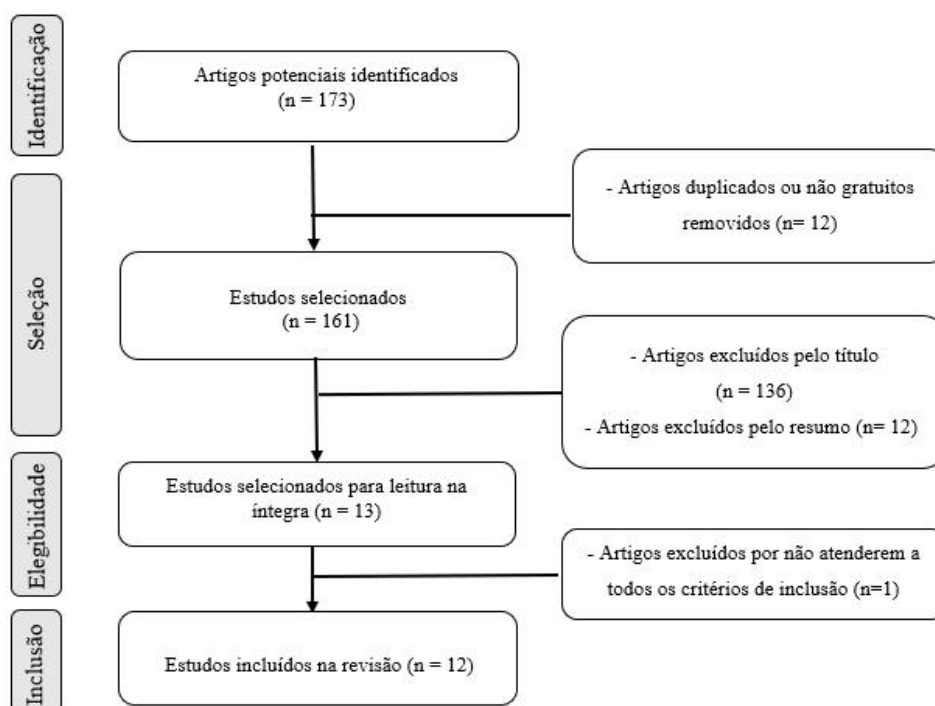 Identificação
Artigos potenciais identificados
(n = 173)
- Artigos duplicados ou não gratuitos
removidos (n= 12)
Seleção
Estudos selecionados
(n = 161)
- Artigos excluídos pelo título
(n = 136)
- Artigos excluídos pelo resumo (n= 12)
Elegibilidade
Estudos selecionados para leitura na
íntegra (n = 13)
- Artigos excluídos por não atenderem a
todos os critérios de inclusão (n=1)
Inclusão
Estudos incluídos na revisão (n = 12)